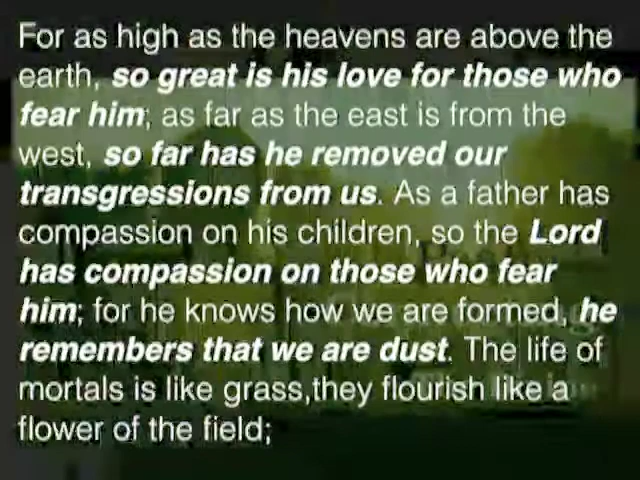 For as high as the heavens are above the
earth, so great is his love for those who
fear him; as far as the east is from the
west, so far has he removed our
transgressions from us. As a father has
compassion on his children, so the Lord
has compassion on those who fear
him; for he knows how we are formed, he
remembers that we are dust. The life of
mortals is like grass,they flourish like a
flower of the field;